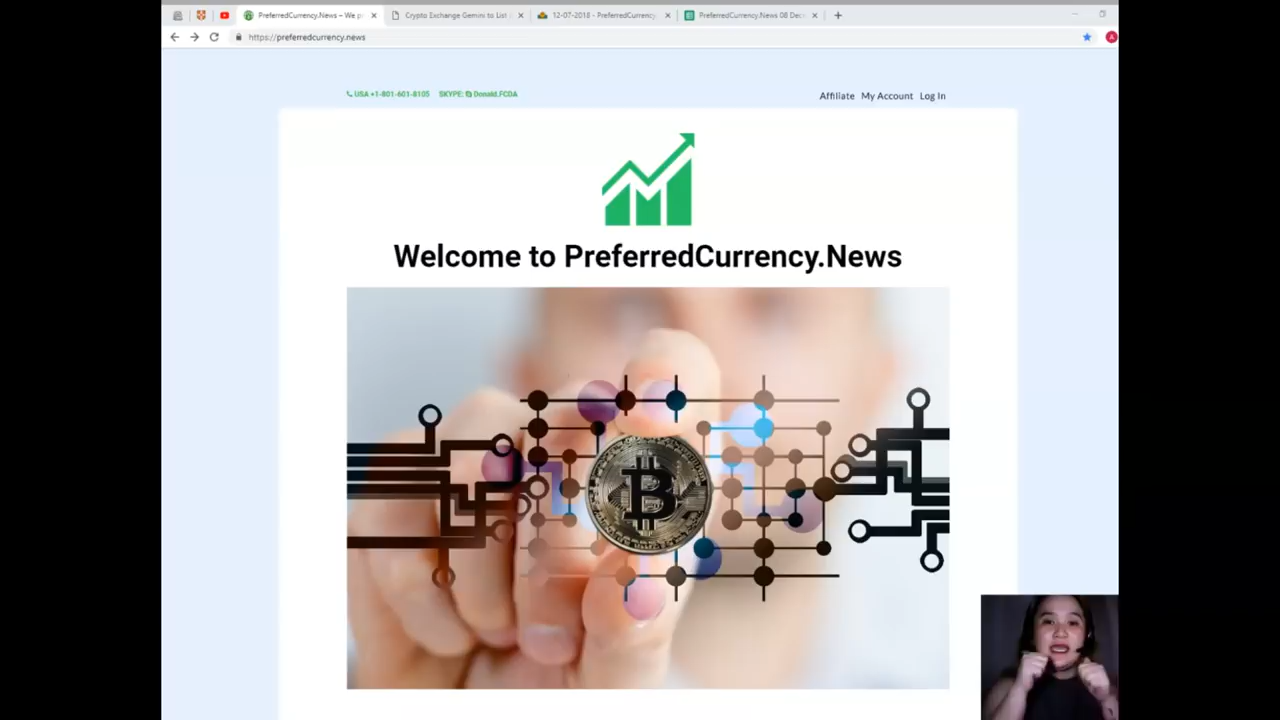 PreferredCurrency.News – We p
Crypto Exchange Gemini to List
12-07-2018 - PreferredCurrency
PreferredCurrency.News 08 Dec
https://preferredcurrency.news
USA +1-801-601-8105 SKYPE: Donald.FCDA
Affiliate My Account Log In
Welcome to PreferredCurrency.News
B